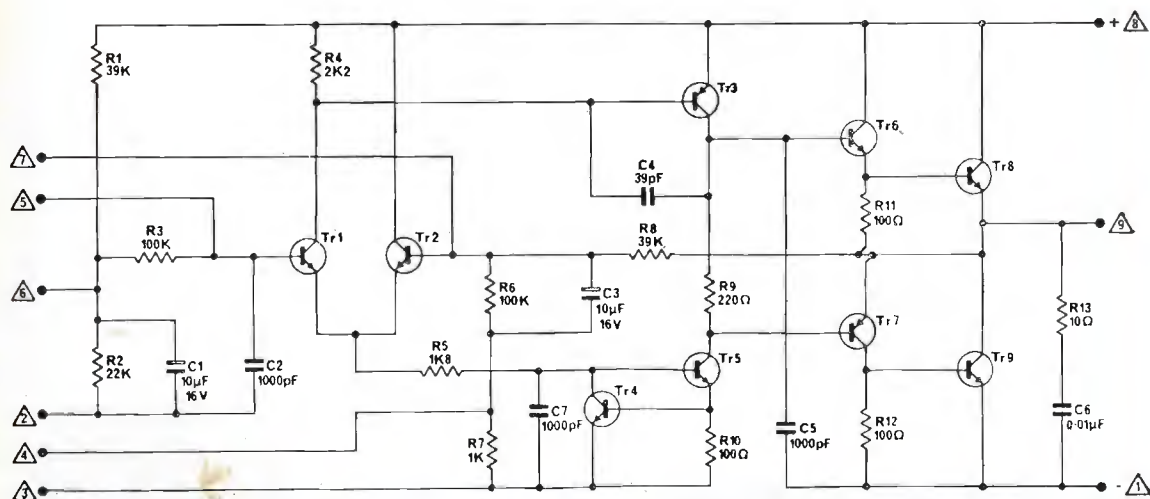 R1
39K
R4
2K2
Tr3
+ 8
Tr6
7
C4
39pF
Tr8
5
R11
100Ω
R3
100K
Tr1
Tr2
R8
39K
9
6
R6
100K
C3
10µF
16V
R9
220Ω
R13
10Ω
R2
22K
C1
10µF
16V
C2
1000pF
R5
1K8
Tr5
Tr7
Tr9
2
Tr4
C7
1000pF
R12
100Ω
C6
0·01µF
4
R7
1K
R10
100Ω
C5
1000pF
3
- 1